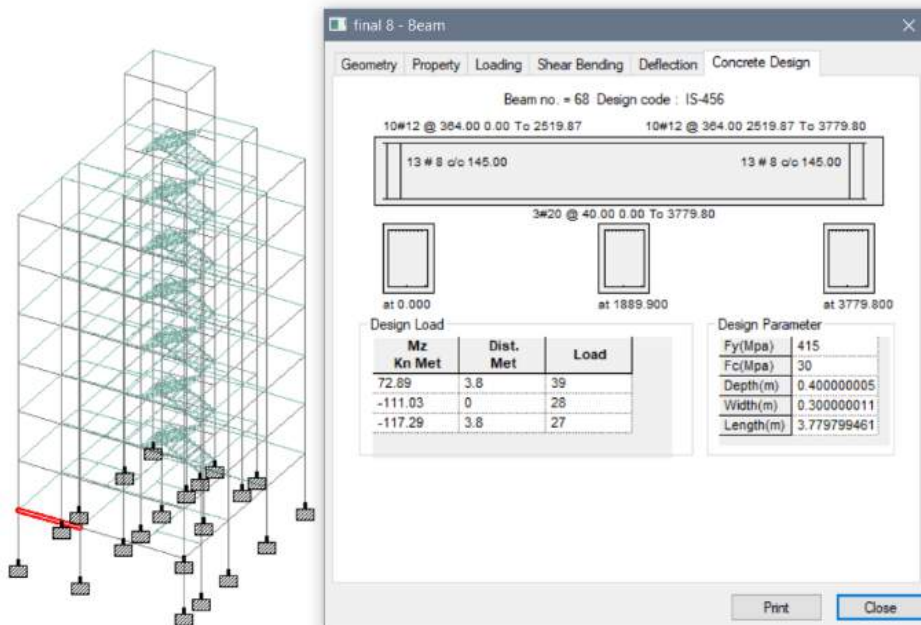 final 8 - Beam
Geometry Property Loading Shear Bending Deflection Concrete Design
Beam no. = 68 Design code : IS-456
10#12 @ 364.00 0.00 To 2519.87 10#12 @ 364.00 2519.87 To 3779.80
13 # 8 c/c 145.00 13 # 8 c/c 145.00
3#20 @ 40.00 0.00 To 3779.80
at 0.000 at 1889.900 at 3779.800
Design Load Design Parameter
Mz Kn Met Dist. Met Load
72.89 3.8 39
-111.03 0 28
-117.29 3.8 27
Fy(Mpa) 415
Fc(Mpa) 30
Depth(m) 0.400000005
Width(m) 0.300000011
Length(m) 3.779799461
Print Close